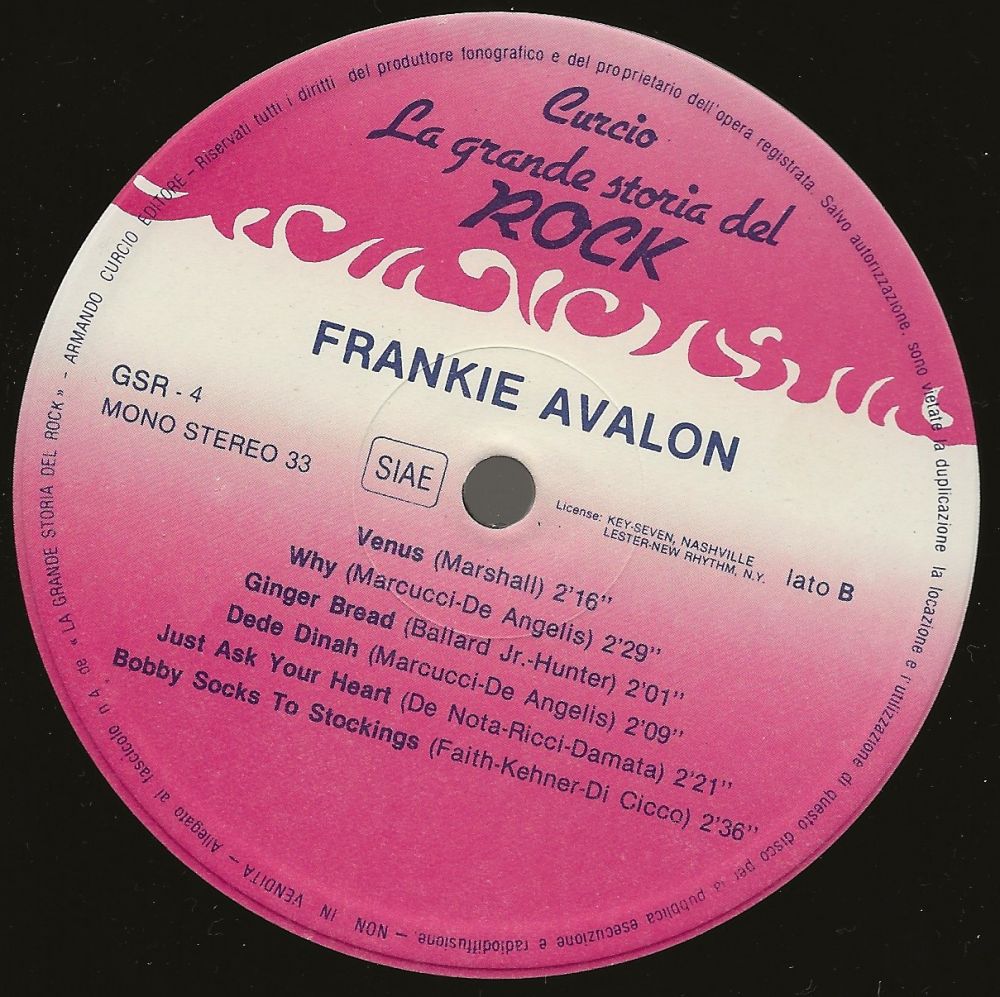 Curcio
La grande storia del
ROCK
FRANKIE AVALON
GSR - 4
MONO STEREO 33
SIAE
License: KEY-SEVEN, NASHVILLE
LESTER-NEW RHYTHM, N.Y.
lato B
Venus (Marshall) 2'16"
Why (Marcucci-De Angelis) 2'29"
Ginger Bread (Ballard Jr.-Hunter) 2'01"
Dede Dinah (Marcucci-De Angelis) 2'09"
Just Ask Your Heart (De Nota-Ricci-Damata) 2'21"
Bobby Socks To Stockings (Faith-Kehner-Di Cicco) 2'36"
NON IN VENDITA - Allegato al fascicolo n. 4 de « LA GRANDE STORIA DEL ROCK » - ARMANDO CURCIO EDITORE - Riservati tutti i diritti del produttore fonografico e del proprietario dell'opera registrata. Salvo autorizzazione, sono vietate la duplicazione la locazione e l'utilizzazione di questo disco per la pubblica esecuzione e radiodiffusione. -